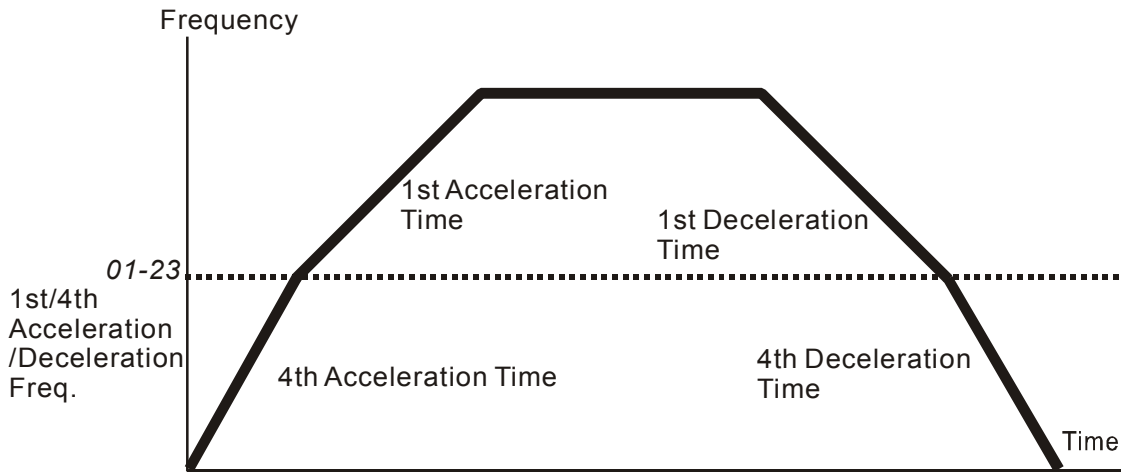 Frequency
1st Acceleration
Time
1st Deceleration
Time
01-23
1st/4th
Acceleration
/Deceleration
Freq.
4th Acceleration Time
4th Deceleration
Time
Time